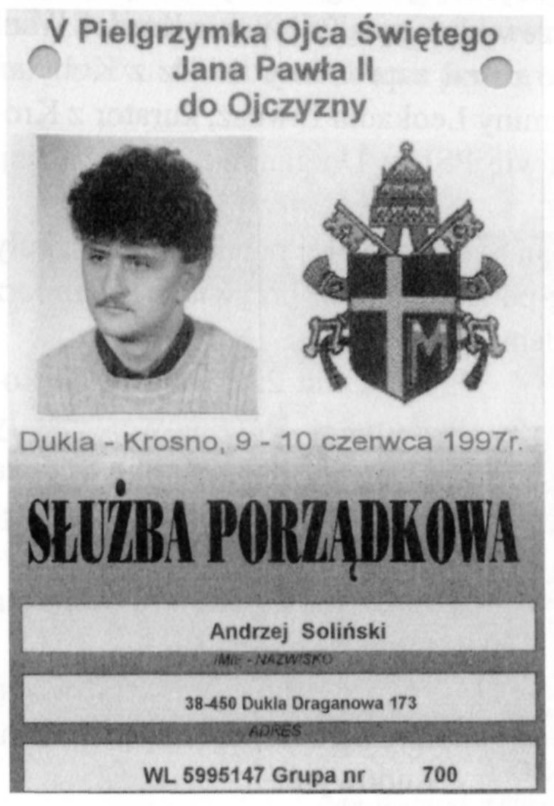 V Pielgrzymka Ojca Świętego
Jana Pawła II
do Ojczyzny
M
Dukla - Krosno, 9 - 10 czerwca 1997r.
SŁUŻBA PORZĄDKOWA
Andrzej Soliński
IMIĘ - NAZWISKO
38-450 Dukla Draganowa 173
ADRES
WL 5995147 Grupa nr 700